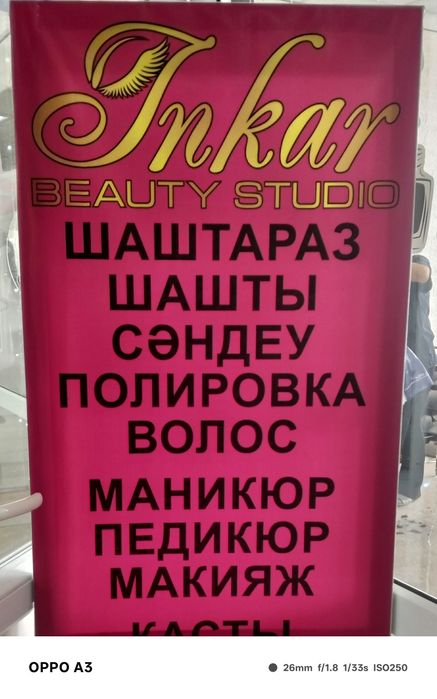 Inkar
BEAUTY STUDIO
ШАШТАРАЗ
ШАШТЫ
СӘНДЕУ
ПОЛИРОВКА
ВОЛОС
МАНИКЮР
ПЕДИКЮР
МАКИЯЖ
ҚАСТЫ
OPPO A3
26mm f/1.8 1/33s ISO250